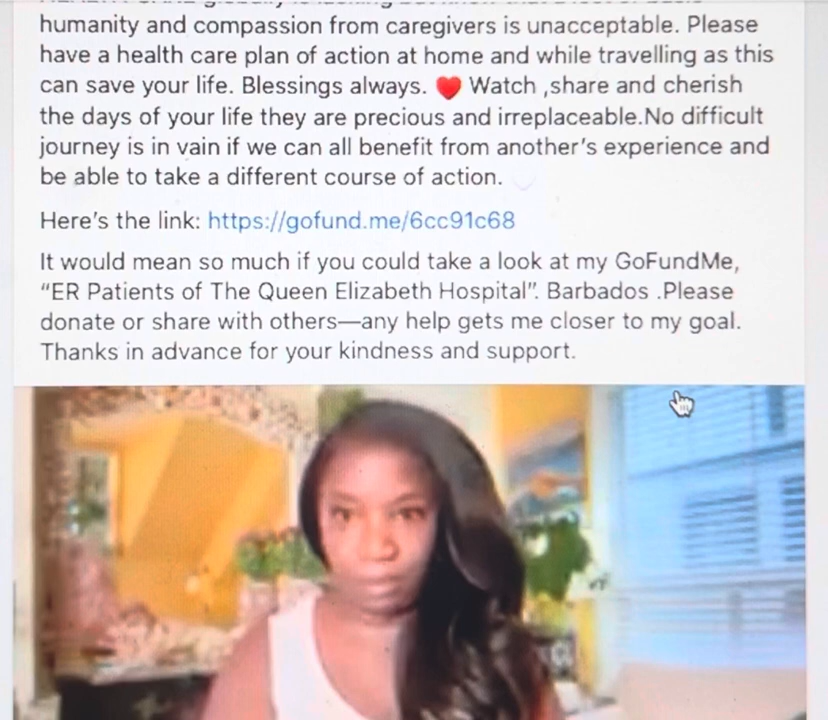 humanity and compassion from caregivers is unacceptable. Please
have a health care plan of action at home and while travelling as this
can save your life. Blessings always. ❤️ Watch ,share and cherish
the days of your life they are precious and irreplaceable.No difficult
journey is in vain if we can all benefit from another's experience and
be able to take a different course of action.
Here's the link: https://gofund.me/6cc91c68
It would mean so much if you could take a look at my GoFundMe,
"ER Patients of The Queen Elizabeth Hospital". Barbados .Please
donate or share with others—any help gets me closer to my goal.
Thanks in advance for your kindness and support.